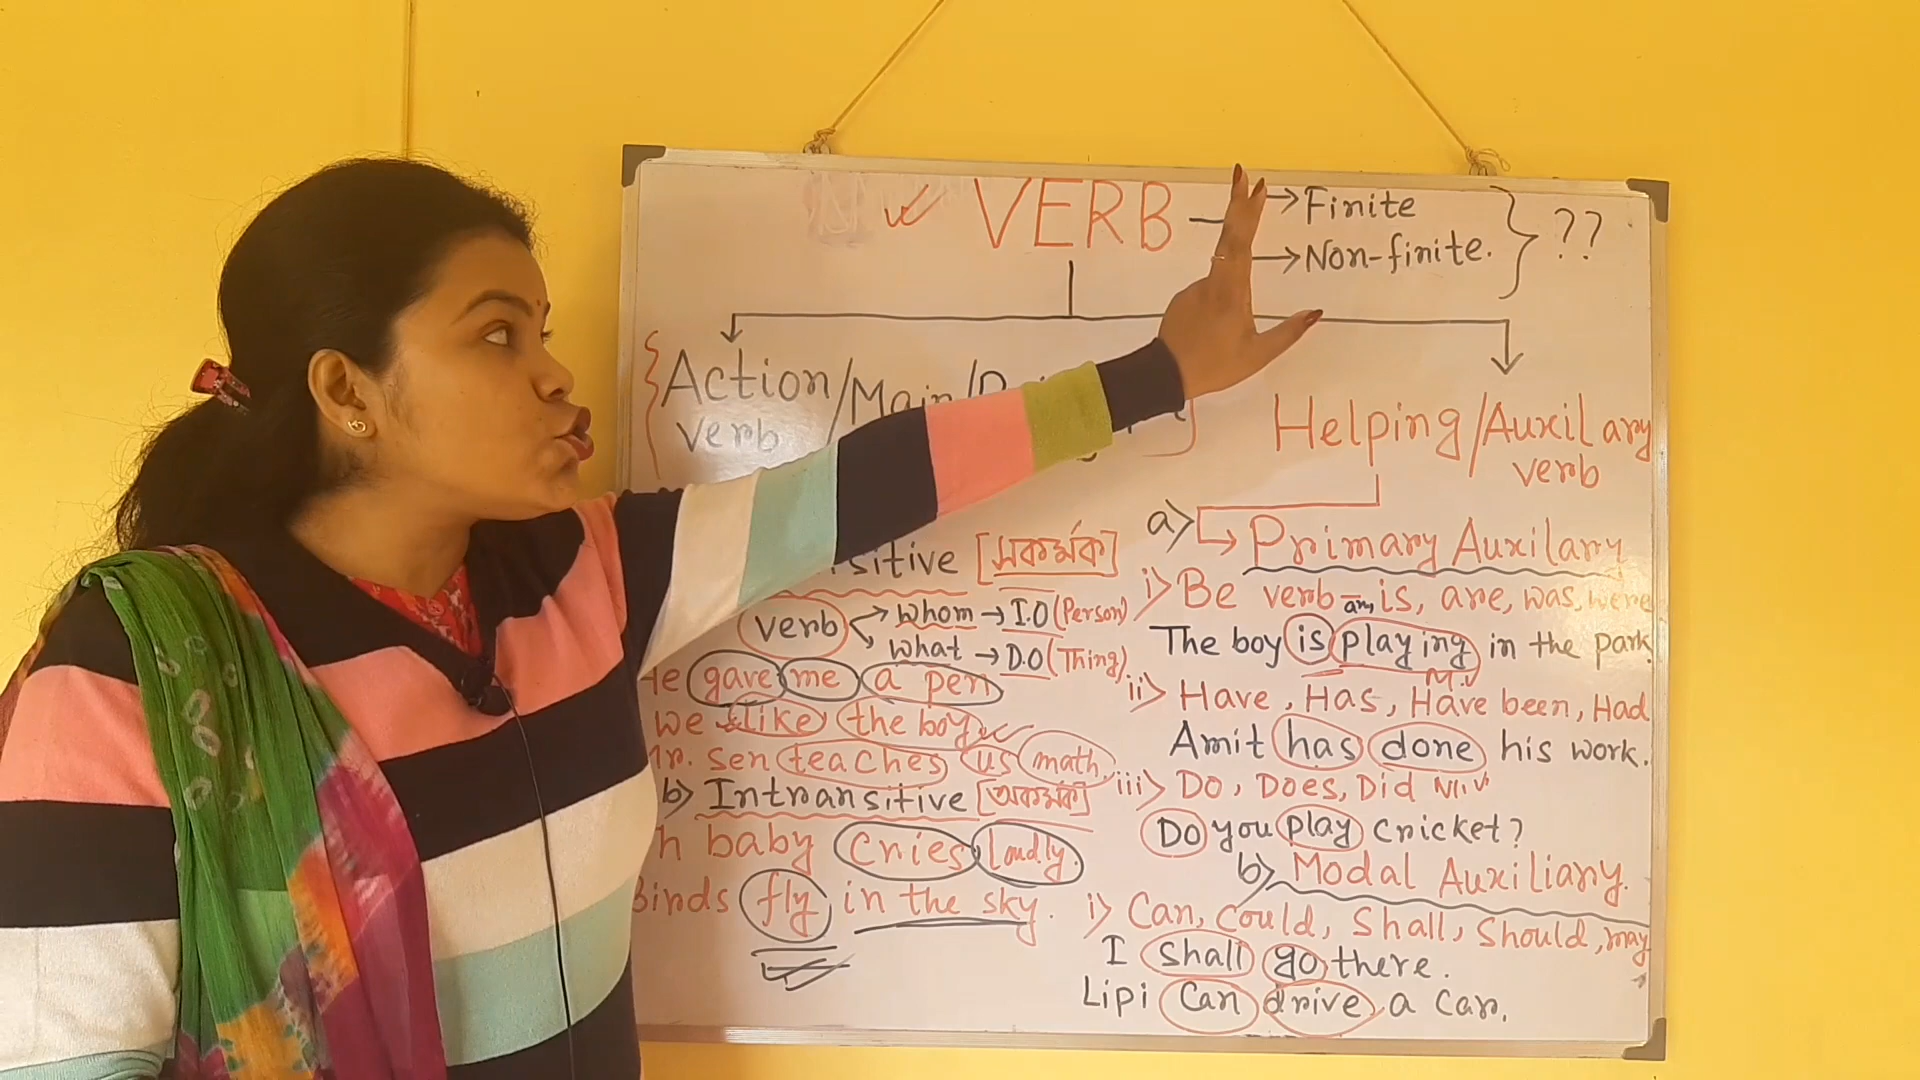 VERB → Finite } ??
→ Non-finite.
Action / Main /
verb
Helping / Auxilary
verb
a> Primary Auxilary
i> Be verb - am, is, are, was, were
The boy is playing in the park
M.V
ii> Have, Has, Have been, Had
Amit has done his work.
iii> Do, Does, Did
Do you play cricket?
b> Modal Auxiliary.
i> Can, Could, Shall, Should, may
I shall go there.
Lipi can drive a car.
sitive [সকর্মক]
verb → whom → I.O (Person)
→ what → D.O (Thing).
He gave me a pen
we like the boy
Mr. Sen teaches us math.
b> Intransitive [অকর্মক]
baby cries loudly.
Birds fly in the sky.